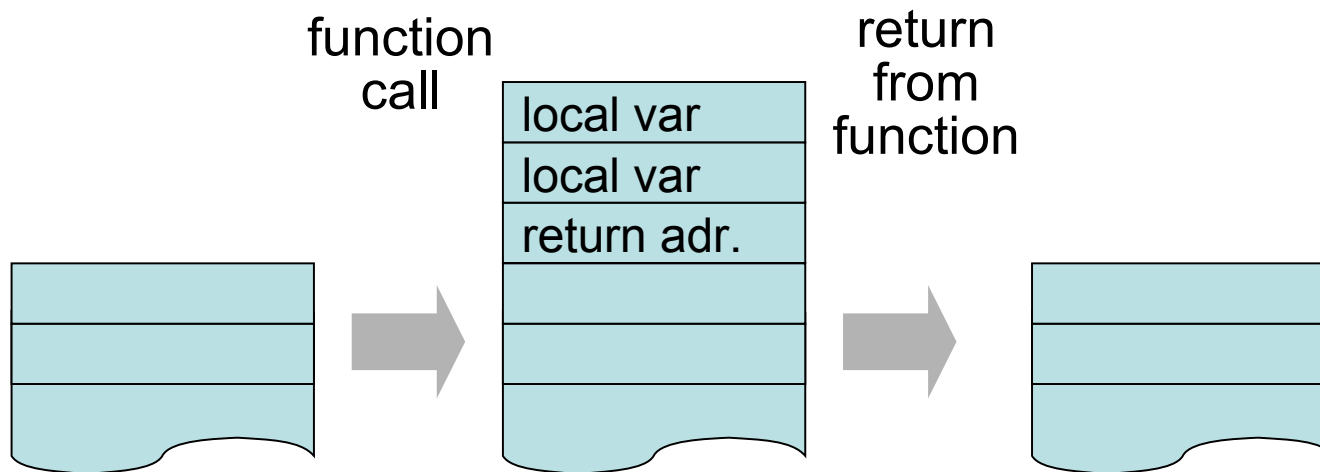 function
call
local var
local var
return adr.
return
from
function